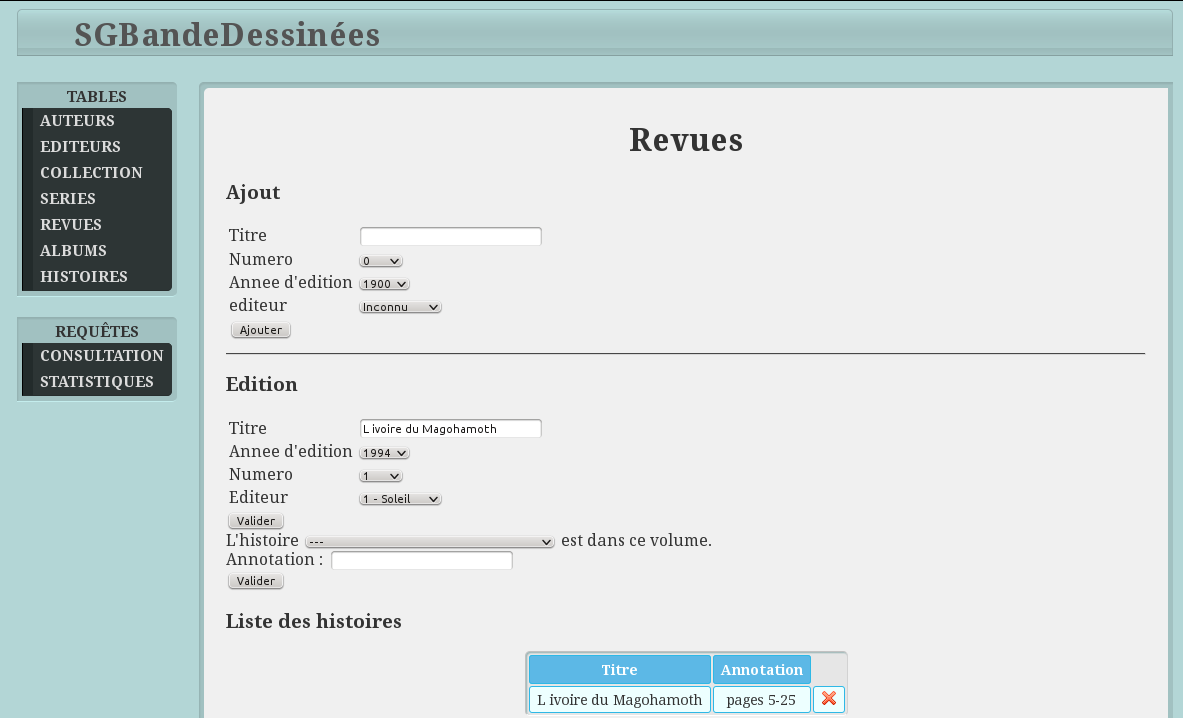 SGBandeDessinées
TABLES
AUTEURS
EDITEURS
COLLECTION
SERIES
REVUES
ALBUMS
HISTOIRES
REQUÊTES
CONSULTATION
STATISTIQUES
Revues
Ajout
Titre
Numero 0
Annee d'edition 1900
editeur Inconnu
Ajouter
Edition
Titre L ivoire du Magohamoth
Annee d'edition 1994
Numero 1
Editeur 1 - Soleil
Valider
L'histoire --- est dans ce volume.
Annotation :
Valider
Liste des histoires
Titre Annotation
L ivoire du Magohamoth pages 5-25